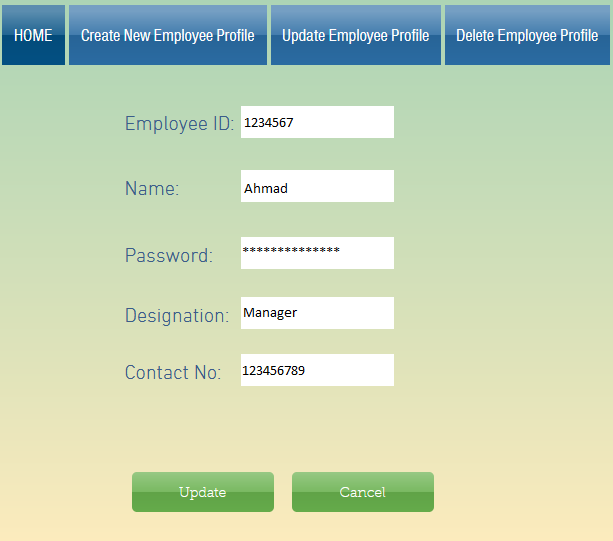 HOME Create New Employee Profile Update Employee Profile Delete Employee Profile
Employee ID: 1234567
Name: Ahmad
Password: **************
Designation: Manager
Contact No: 123456789
Update Cancel